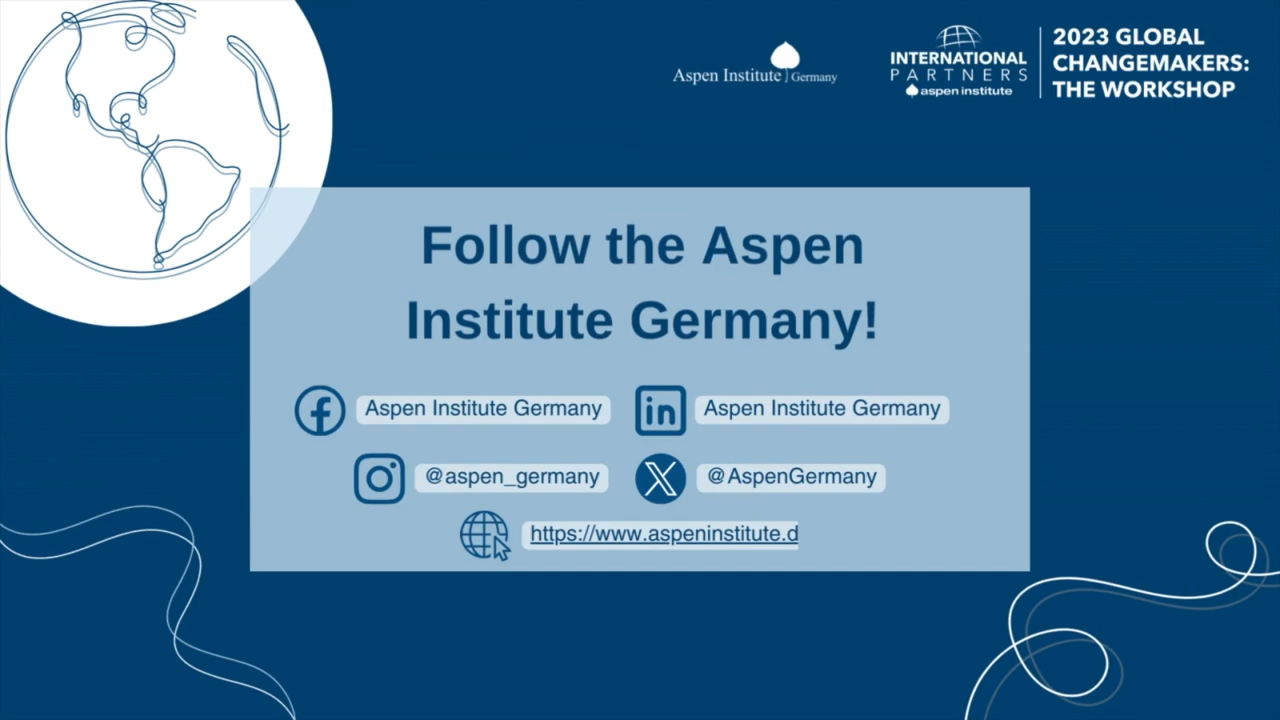 Aspen Institute Germany
INTERNATIONAL
PARTNERS
aspen institute
2023 GLOBAL
CHANGEMAKERS:
THE WORKSHOP
Follow the Aspen
Institute Germany!
Aspen Institute Germany
Aspen Institute Germany
@aspen_germany
@AspenGermany
https://www.aspeninstitute.d